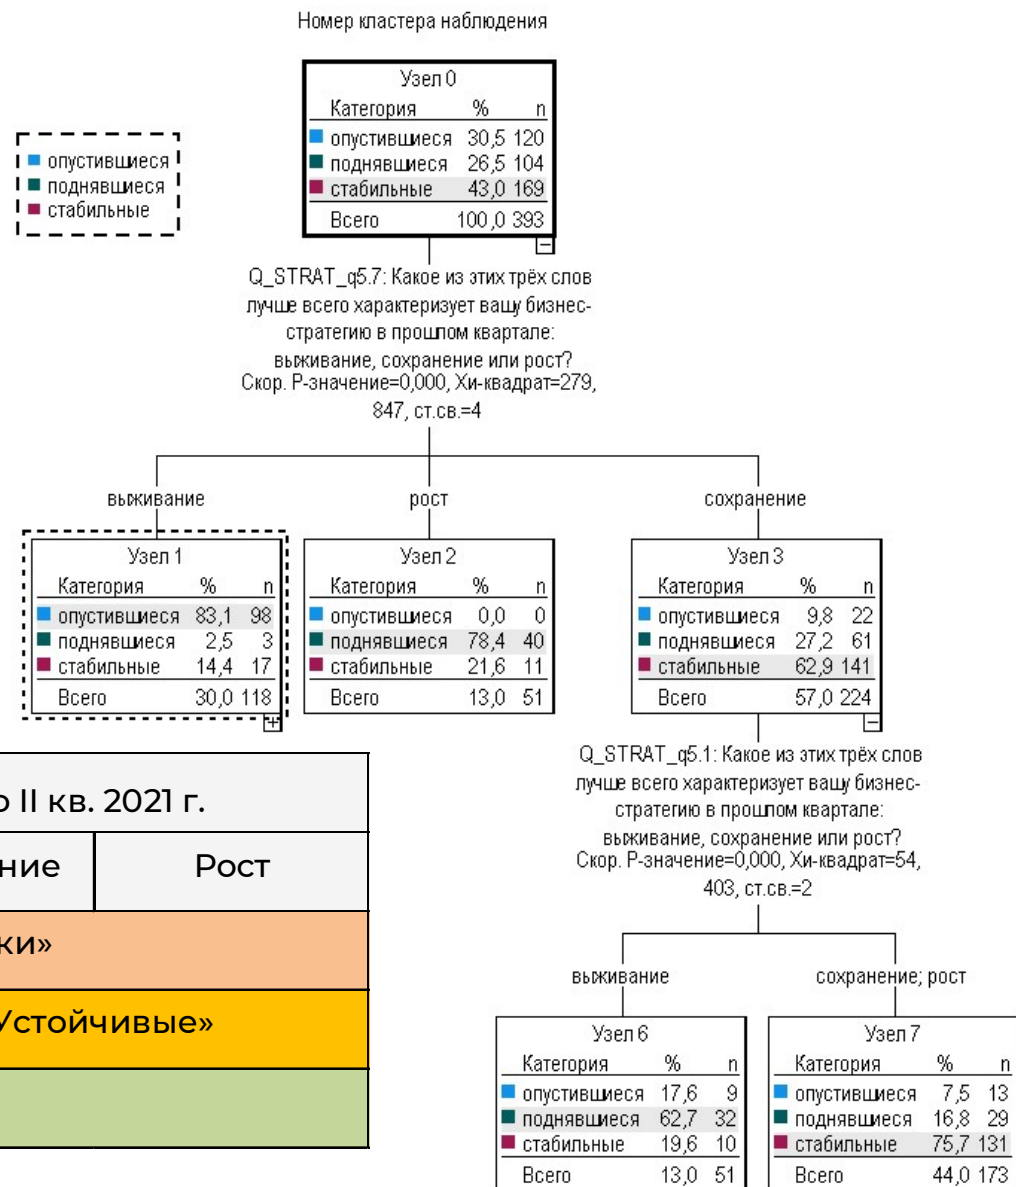 Номер кластера наблюдения
Узел 0
Категория % n
опустившиеся 30,5 120
поднявшиеся 26,5 104
стабильные 43,0 169
Всего 100,0 393
опустившиеся
поднявшиеся
стабильные
Q_STRAT_q5.7: Какое из этих трёх слов
лучше всего характеризует вашу бизнес-
стратегию в прошлом квартале:
выживание, сохранение или рост?
Скор. P-значение=0,000, Хи-квадрат=279,
847, ст.св.=4
выживание
рост
сохранение
Узел 1
Категория % n
опустившиеся 83,1 98
поднявшиеся 2,5 3
стабильные 14,4 17
Всего 30,0 118
Узел 2
Категория % n
опустившиеся 0,0 0
поднявшиеся 78,4 40
стабильные 21,6 11
Всего 13,0 51
Узел 3
Категория % n
опустившиеся 9,8 22
поднявшиеся 27,2 61
стабильные 62,9 141
Всего 57,0 224
о II кв. 2021 г.
ние Рост
ки»
Устойчивые»
Q_STRAT_q5.1: Какое из этих трёх слов
лучше всего характеризует вашу бизнес-
стратегию в прошлом квартале:
выживание, сохранение или рост?
Скор. P-значение=0,000, Хи-квадрат=54,
403, ст.св.=2
выживание
сохранение; рост
Узел 6
Категория % n
опустившиеся 17,6 9
поднявшиеся 62,7 32
стабильные 19,6 10
Всего 13,0 51
Узел 7
Категория % n
опустившиеся 7,5 13
поднявшиеся 16,8 29
стабильные 75,7 131
Всего 44,0 173